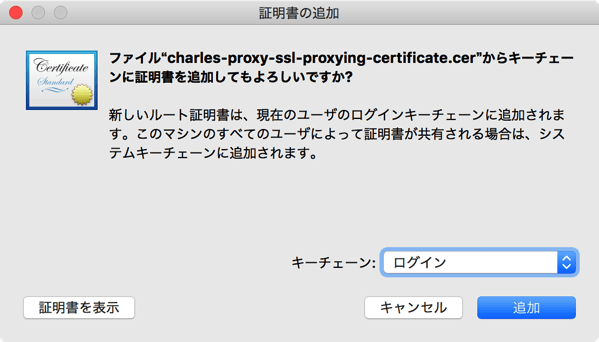 証明書の追加
Certificate
Standard
ファイル“charles-proxy-ssl-proxying-certificate.cer”からキーチェー
ンに証明書を追加してもよろしいですか?
新しいルート証明書は、現在のユーザのログインキーチェーンに追加されま
す。このマシンのすべてのユーザによって証明書が共有される場合は、シス
テムキーチェーンに追加されます。
キーチェーン: ログイン
証明書を表示 キャンセル 追加